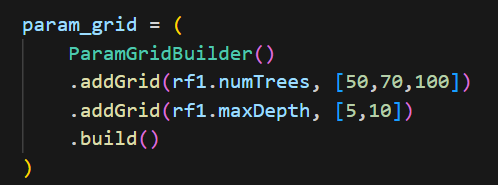 param_grid = (
    ParamGridBuilder()
    .addGrid(rf1.numTrees, [50,70,100])
    .addGrid(rf1.maxDepth, [5,10])
    .build()
)